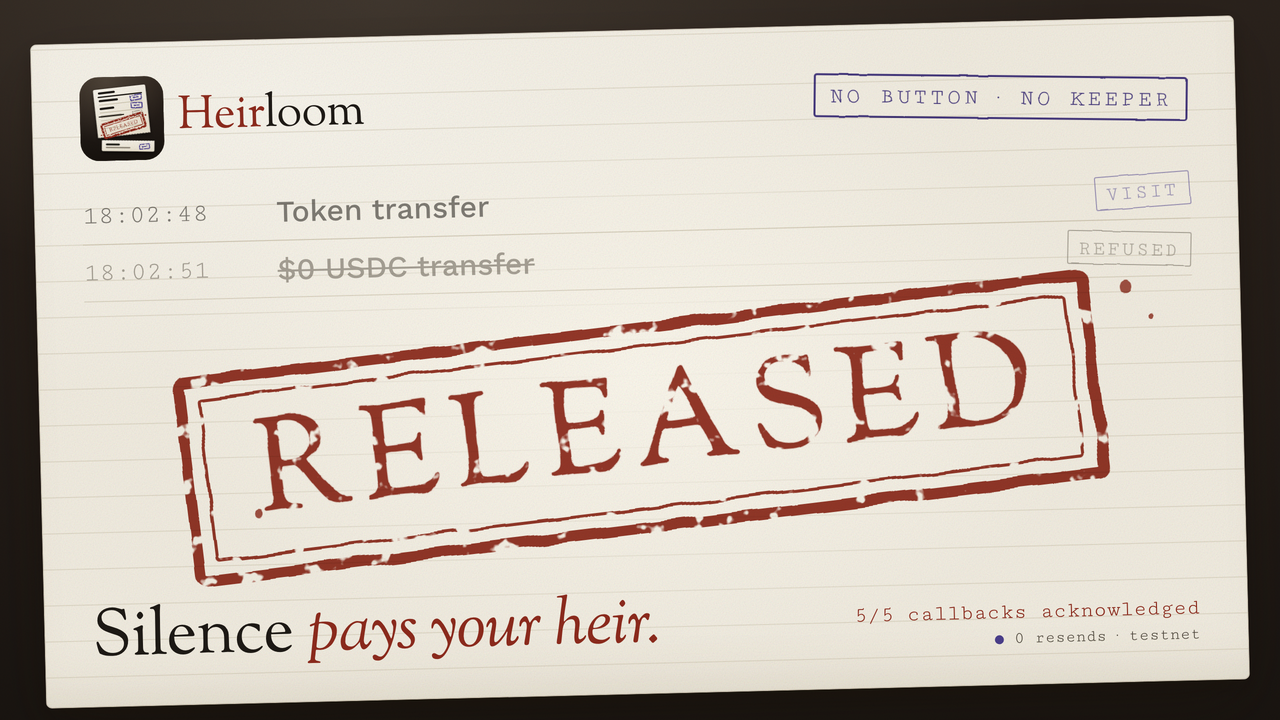 Heirloom
NO BUTTON · NO KEEPER
18:02:48 Token transfer VISIT
18:02:51 $0 USDC transfer REFUSED
RELEASED
Silence pays your heir.
5/5 callbacks acknowledged
0 resends · testnet